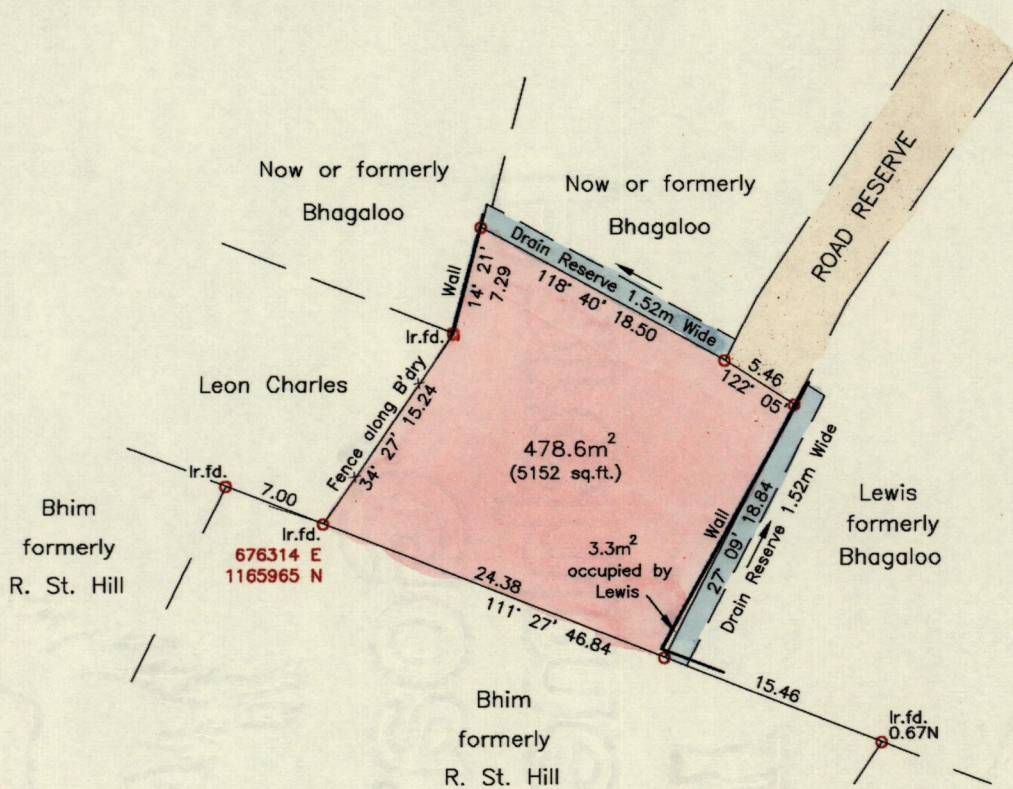 Now or formerly
Bhagaloo
Now or formerly
Bhagaloo
ROAD RESERVE
Drain Reserve 1.52m Wide
118° 40' 18.50
Wall
14° 21'
7.29
Ir.fd.
5.46
122° 05'
Leon Charles
Fence along B'dry
34° 27' 15.24
478.6m²
(5152 sq.ft.)
Wall
27° 09' 18.84
Drain Reserve 1.52m Wide
Lewis
formerly
Bhagaloo
Ir.fd.
7.00
Bhim
formerly
R. St. Hill
Ir.fd.
676314 E
1165965 N
3.3m²
occupied by
Lewis
24.38
111° 27' 46.84
15.46
Ir.fd.
0.67N
Bhim
formerly
R. St. Hill